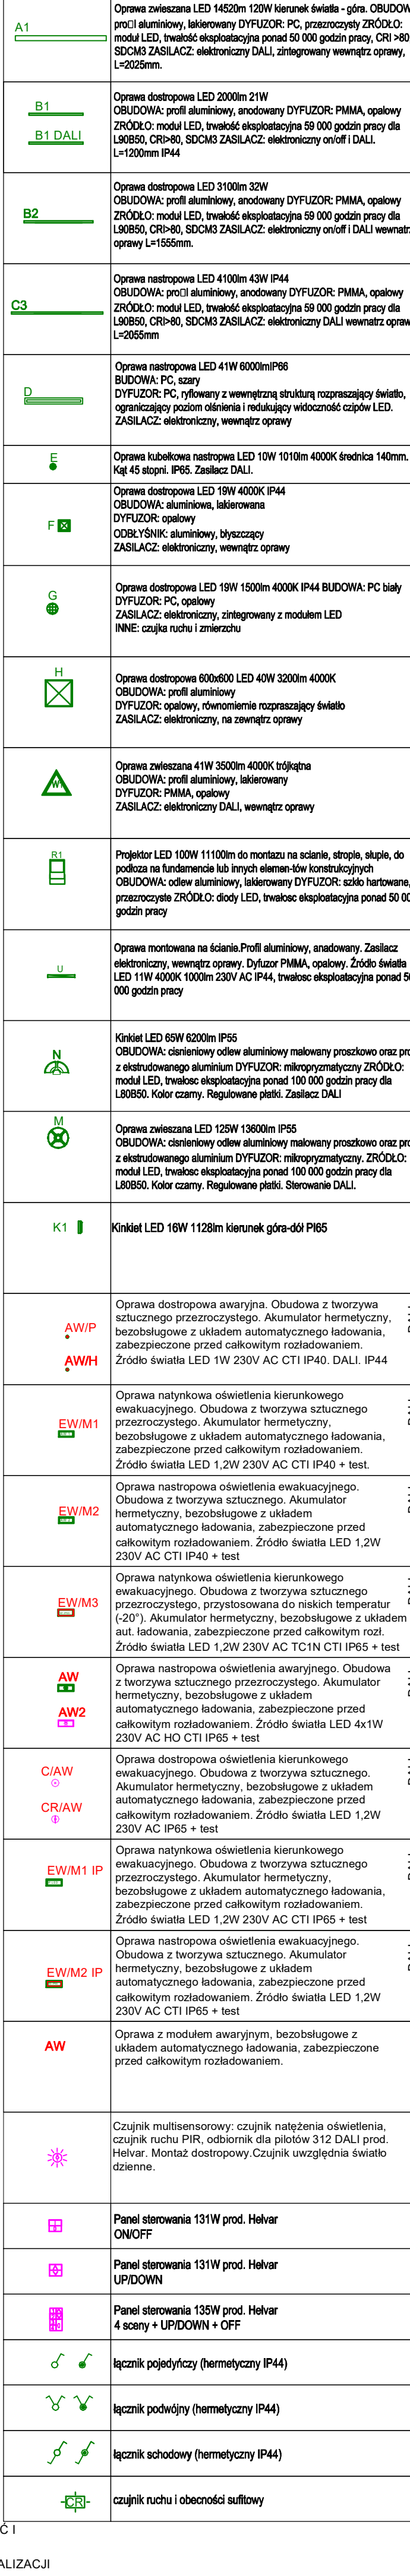 A1
Oprawa zwieszana LED 14520m 120W kierunek światła - góra. OBUDOW
pro□l aluminiowy, lakierowany DYFUZOR: PC, przezroczysty ŹRÓDŁO:
moduł LED, trwałość eksploatacyjna ponad 50 000 godzin pracy, CRI >80
SDCM3 ZASILACZ: elektroniczny DALI, zintegrowany wewnątrz oprawy,
L=2025mm.
B1
B1 DALI
Oprawa dostropowa LED 2000lm 21W
OBUDOWA: profil aluminiowy, anodowany DYFUZOR: PMMA, opalowy
ZRÓDŁO: moduł LED, trwałość eksploatacyjna 59 000 godzin pracy dla
L90B50, CRI>80, SDCM3 ZASILACZ: elektroniczny on/off i DALI.
L=1200mm IP44
B2
Oprawa dostropowa LED 3100lm 32W
OBUDOWA: profil aluminiowy, anodowany DYFUZOR: PMMA, opalowy
ZRÓDŁO: moduł LED, trwałość eksploatacyjna 59 000 godzin pracy dla
L90B50, CRI>80, SDCM3 ZASILACZ: elektroniczny on/off i DALI wewnatrz
oprawy L=1555mm.
C3
Oprawa nastropowa LED 4100lm 43W IP44
OBUDOWA: pro□l aluminiowy, anodowany DYFUZOR: PMMA, opalowy
ZRÓDŁO: moduł LED, trwałość eksploatacyjna 59 000 godzin pracy dla
L90B50, CRI>80, SDCM3 ZASILACZ: elektroniczny DALI wewnatrz opraw
L=2055mm
D
Oprawa nastropowa LED 41W 6000lmIP66
BUDOWA: PC, szary
DYFUZOR: PC, ryflowany z wewnętrzną strukturą rozpraszający światło,
ograniczający poziom olśnienia i redukujący widoczność czipów LED.
ZASILACZ: elektroniczny, wewnątrz oprawy
E
Oprawa kubełkowa nastropwa LED 10W 1010lm 4000K średnica 140mm.
Kąt 45 stopni. IP65. Zasilacz DALI.
F
Oprawa dostropowa LED 19W 4000K IP44
OBUDOWA: aluminiowa, lakierowana
DYFUZOR: opalowy
ODBŁYŚNIK: aluminiowy, błyszczący
ZASILACZ: elektroniczny, wewnątrz oprawy
G
Oprawa dostropowa LED 19W 1500lm 4000K IP44 BUDOWA: PC biały
DYFUZOR: PC, opalowy
ZASILACZ: elektroniczny, zintegrowany z modułem LED
INNE: czujka ruchu i zmierzchu
H
Oprawa dostropowa 600x600 LED 40W 3200lm 4000K
OBUDOWA: profil aluminiowy
DYFUZOR: opalowy, równomiernie rozpraszający światło
ZASILACZ: elektroniczny, na zewnątrz oprawy
W
Oprawa zwieszana 41W 3500lm 4000K trójkątna
OBUDOWA: profil aluminiowy, lakierowany
DYFUZOR: PMMA, opalowy
ZASILACZ: elektroniczny DALI, wewnątrz oprawy
R1
Projektor LED 100W 11100lm do montazu na scianie, stropie, słupie, do
podłoza na fundamencie lub innych elemen-tów konstrukcyjnych
OBUDOWA: odlew aluminiowy, lakierowany DYFUZOR: szkło hartowane,
przezroczyste ZRÓDŁO: diody LED, trwałosc eksploatacyjna ponad 50 00
godzin pracy
U
Oprawa montowana na ścianie.Profil aluminiowy, anadowany. Zasilacz
elektroniczny, wewnątrz oprawy. Dyfuzor PMMA, opalowy. Źródło światła
LED 11W 4000K 1000lm 230V AC IP44, trwałosc eksploatacyjna ponad 50
000 godzin pracy
N
Kinkiet LED 65W 6200lm IP55
OBUDOWA: cisnieniowy odlew aluminiowy malowany proszkowo oraz pro
z ekstrudowanego aluminium DYFUZOR: mikropryzmatyczny ZRÓDŁO:
moduł LED, trwałosc eksploatacyjna ponad 100 000 godzin pracy dla
L80B50. Kolor czarny. Regulowane płatki. Zasilacz DALI
M
Oprawa zwieszana LED 125W 13600lm IP55
OBUDOWA: cisnieniowy odlew aluminiowy malowany proszkowo oraz pro
z ekstrudowanego aluminium DYFUZOR: mikropryzmatyczny. ZRÓDŁO:
moduł LED, trwałosc eksploatacyjna ponad 100 000 godzin pracy dla
L80B50. Kolor czarny. Regulowane płatki. Sterowanie DALI.
K1
Kinkiet LED 16W 1128lm kierunek góra-dół PI65
AW/P
AW/H
Oprawa dostropowa awaryjna. Obudowa z tworzywa
sztucznego przezroczystego. Akumulator hermetyczny,
bezobsługowe z układem automatycznego ładowania,
zabezpieczone przed całkowitym rozładowaniem.
Źródło światła LED 1W 230V AC CTI IP40. DALI. IP44
EW/M1
Oprawa natynkowa oświetlenia kierunkowego
ewakuacyjnego. Obudowa z tworzywa sztucznego
przezroczystego. Akumulator hermetyczny,
bezobsługowe z układem automatycznego ładowania,
zabezpieczone przed całkowitym rozładowaniem.
Źródło światła LED 1,2W 230V AC CTI IP40 + test.
EW/M2
Oprawa nastropowa oświetlenia ewakuacyjnego.
Obudowa z tworzywa sztucznego. Akumulator
hermetyczny, bezobsługowe z układem
automatycznego ładowania, zabezpieczone przed
całkowitym rozładowaniem. Źródło światła LED 1,2W
230V AC CTI IP40 + test
EW/M3
Oprawa natynkowa oświetlenia kierunkowego
ewakuacyjnego. Obudowa z tworzywa sztucznego
przezroczystego, przystosowana do niskich temperatur
(-20°). Akumulator hermetyczny, bezobsługowe z układem
aut. ładowania, zabezpieczone przed całkowitym rozł.
Źródło światła LED 1,2W 230V AC TC1N CTI IP65 + test
AW
AW2
Oprawa nastropowa oświetlenia awaryjnego. Obudowa
z tworzywa sztucznego przezroczystego. Akumulator
hermetyczny, bezobsługowe z układem
automatycznego ładowania, zabezpieczone przed
całkowitym rozładowaniem. Źródło światła LED 4x1W
230V AC HO CTI IP65 + test
C/AW
CR/AW
Oprawa dostropowa oświetlenia kierunkowego
ewakuacyjnego. Obudowa z tworzywa sztucznego.
Akumulator hermetyczny, bezobsługowe z układem
automatycznego ładowania, zabezpieczone przed
całkowitym rozładowaniem. Źródło światła LED 1,2W
230V AC IP65 + test
EW/M1 IP
Oprawa natynkowa oświetlenia kierunkowego
ewakuacyjnego. Obudowa z tworzywa sztucznego
przezroczystego. Akumulator hermetyczny,
bezobsługowe z układem automatycznego ładowania,
zabezpieczone przed całkowitym rozładowaniem.
Źródło światła LED 1,2W 230V AC CTI IP65 + test
EW/M2 IP
Oprawa nastropowa oświetlenia ewakuacyjnego.
Obudowa z tworzywa sztucznego. Akumulator
hermetyczny, bezobsługowe z układem
automatycznego ładowania, zabezpieczone przed
całkowitym rozładowaniem. Źródło światła LED 1,2W
230V AC CTI IP65 + test
AW
Oprawa z modułem awaryjnym, bezobsługowe z
układem automatycznego ładowania, zabezpieczone
przed całkowitym rozładowaniem.
Czujnik multisensorowy: czujnik natężenia oświetlenia,
czujnik ruchu PIR, odbiornik dla pilotów 312 DALI prod.
Helvar. Montaż dostropowy.Czujnik uwzględnia światło
dzienne.
Panel sterowania 131W prod. Helvar
ON/OFF
Panel sterowania 131W prod. Helvar
UP/DOWN
Panel sterowania 135W prod. Helvar
4 sceny + UP/DOWN + OFF
łącznik pojedyńczy (hermetyczny IP44)
łącznik podwójny (hermetyczny IP44)
łącznik schodowy (hermetyczny IP44)
CR
czujnik ruchu i obecności sufitowy
Ć I
ALIZACJI